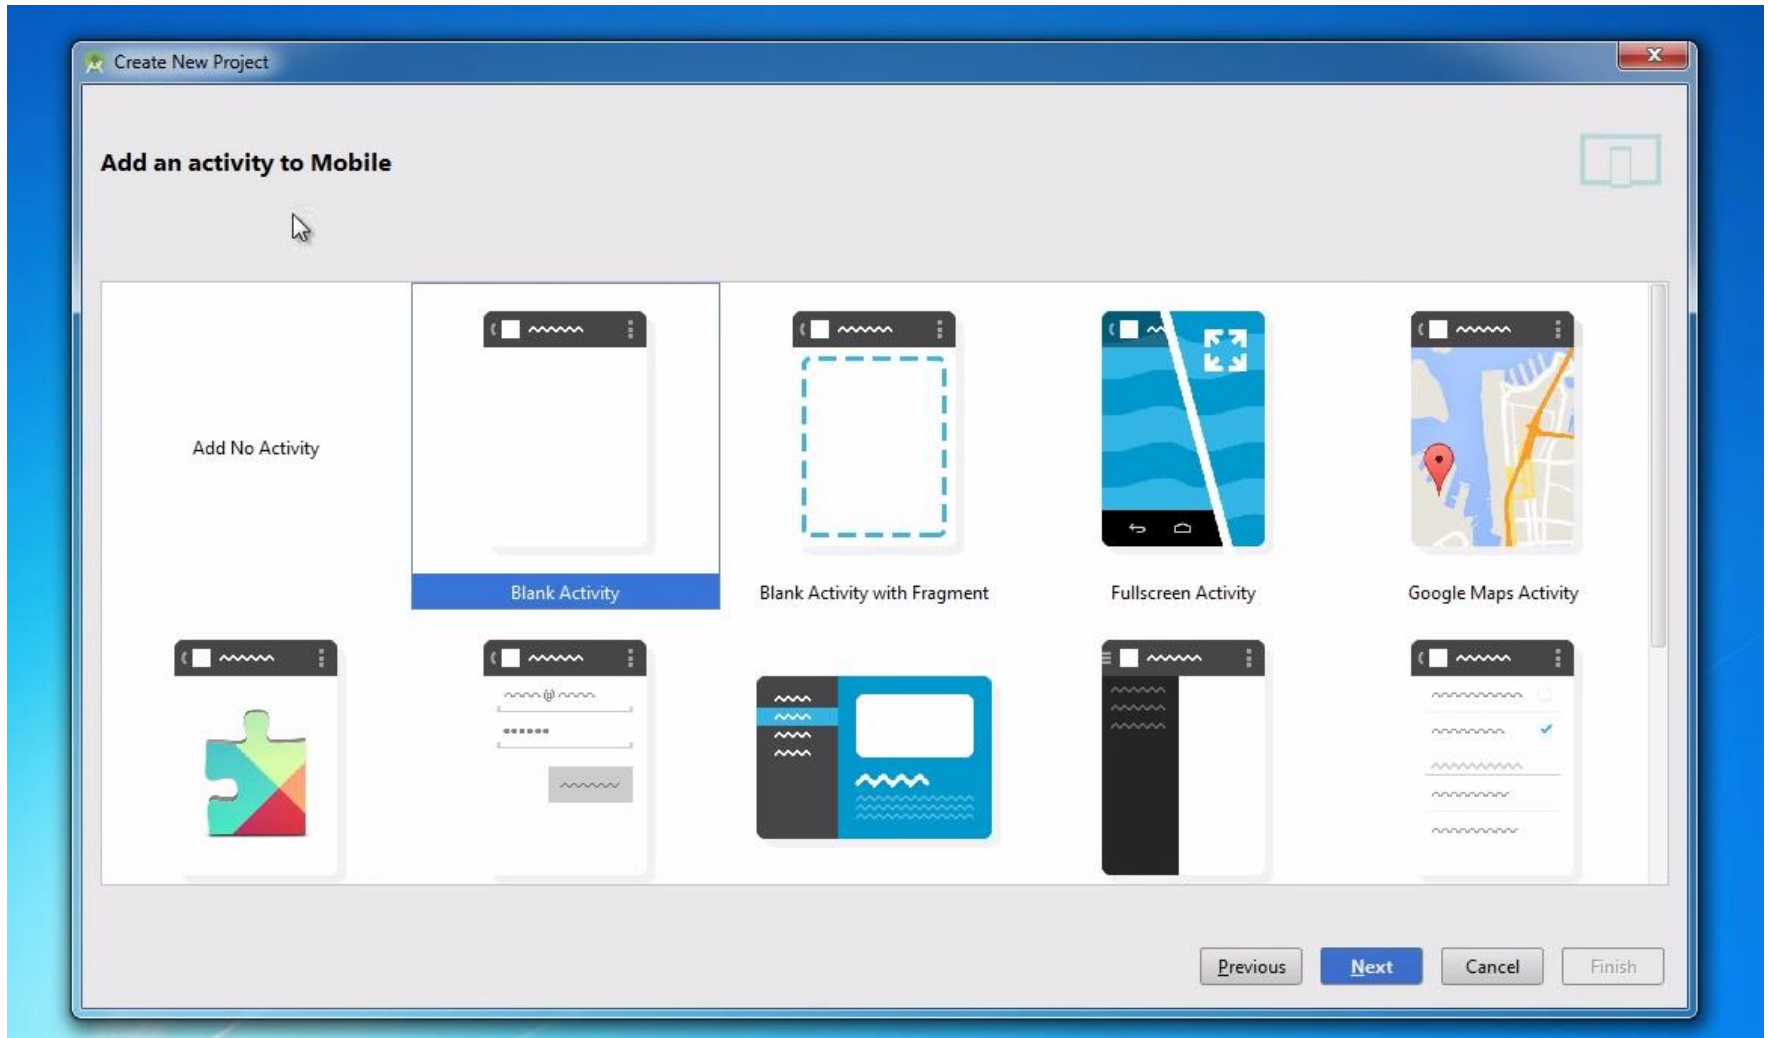 Create New Project
Add an activity to Mobile
Add No Activity
Blank Activity
Blank Activity with Fragment
Fullscreen Activity
Google Maps Activity
@
Previous
Next
Cancel
Finish